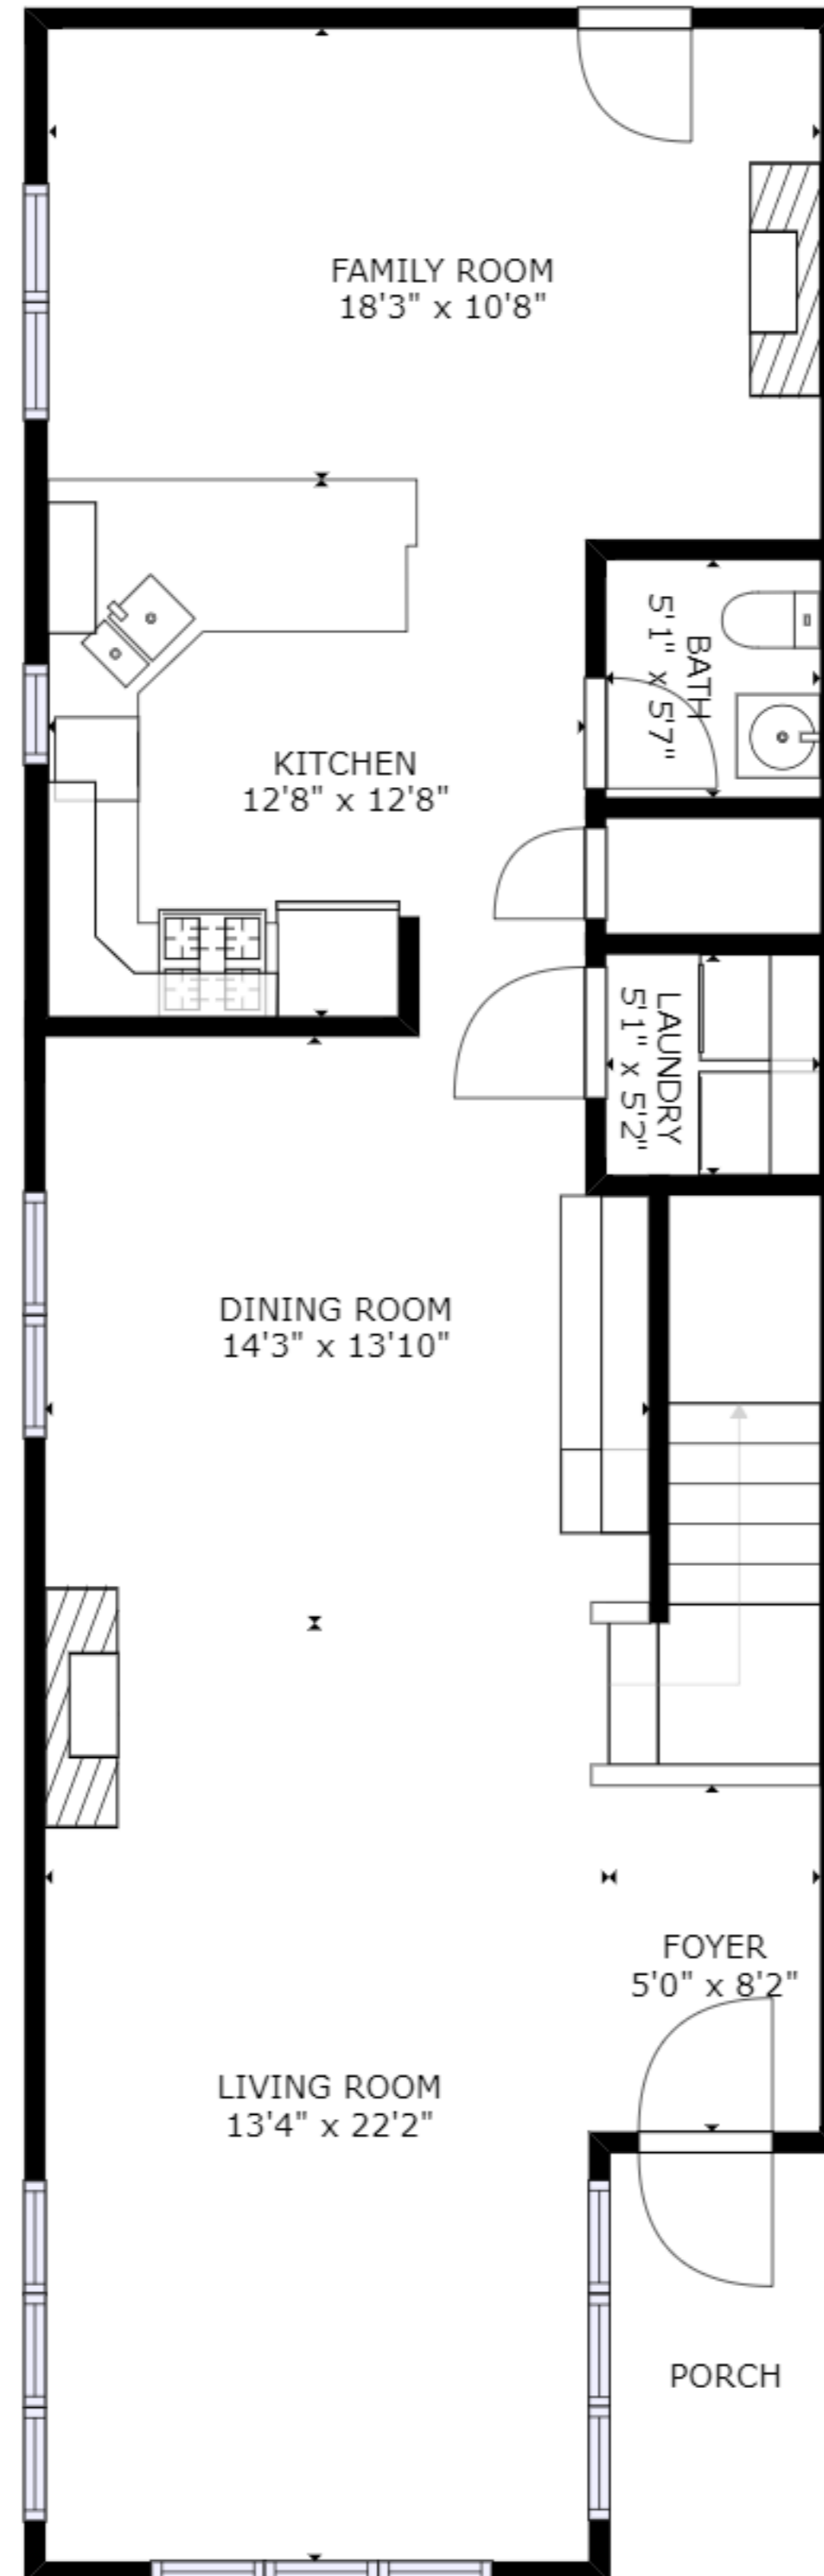 FAMILY ROOM
18'3" x 10'8"
BATH
5'1" x 5'7"
KITCHEN
12'8" x 12'8"
LAUNDRY
5'1" x 5'2"
DINING ROOM
14'3" x 13'10"
FOYER
5'0" x 8'2"
LIVING ROOM
13'4" x 22'2"
PORCH